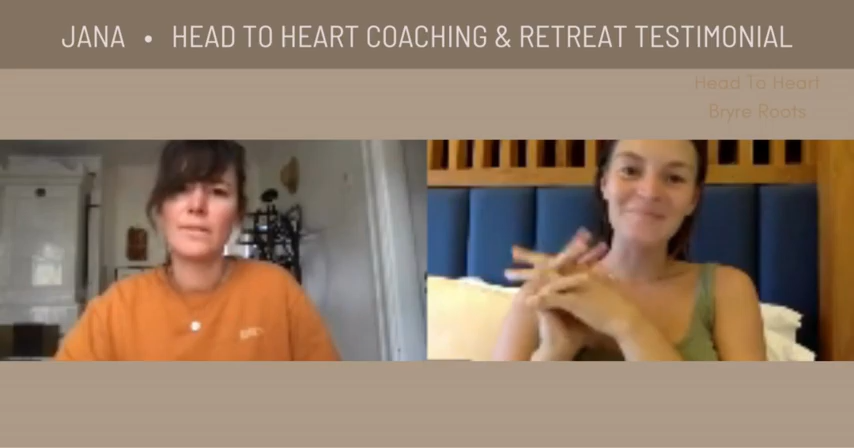 JANA • HEAD TO HEART COACHING & RETREAT TESTIMONIAL
Head To Heart
Bryre Roots